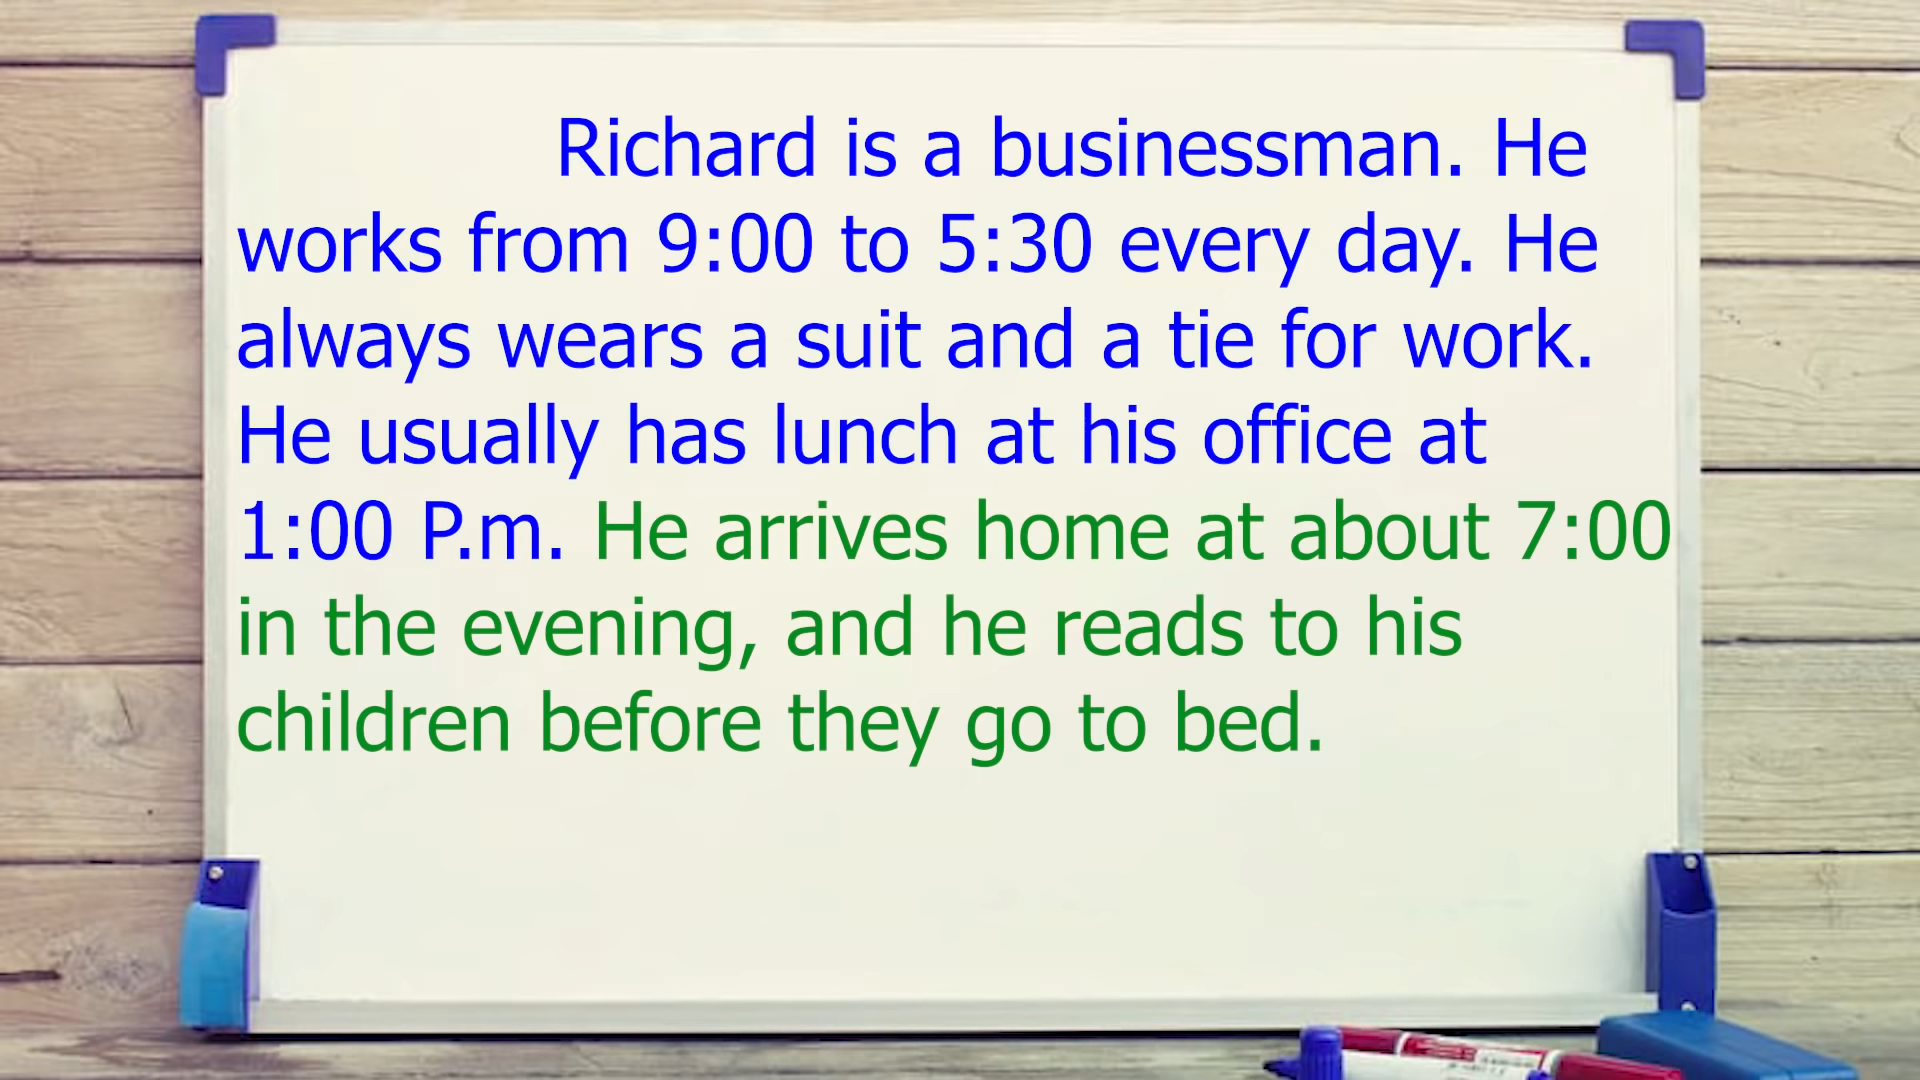 Richard is a businessman. He
works from 9:00 to 5:30 every day. He
always wears a suit and a tie for work.
He usually has lunch at his office at
1:00 P.m. He arrives home at about 7:00
in the evening, and he reads to his
children before they go to bed.